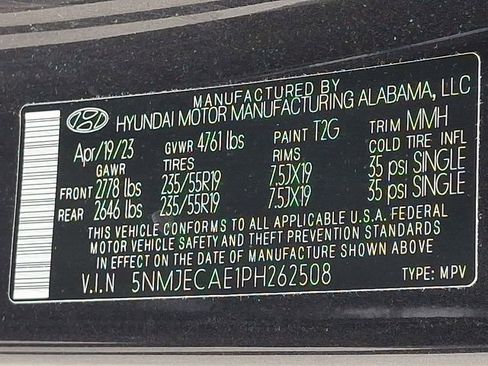 MANUFACTURED BY
HYUNDAI MOTOR MANUFACTURING ALABAMA, LLC
Apr/19/23 GVWR 4761 lbs PAINT T2G TRIM MMH
GAWR TIRES RIMS COLD TIRE INFL
FRONT 2778 lbs 235/55R19 7.5JX19 35 psi SINGLE
REAR 2646 lbs 235/55R19 7.5JX19 35 psi SINGLE
THIS VEHICLE CONFORMS TO ALL APPLICABLE U.S.A. FEDERAL
MOTOR VEHICLE SAFETY AND THEFT PREVENTION STANDARDS
IN EFFECT ON THE DATE OF MANUFACTURE SHOWN ABOVE
V.I.N 5NMJECAE1PH262508 TYPE: MPV